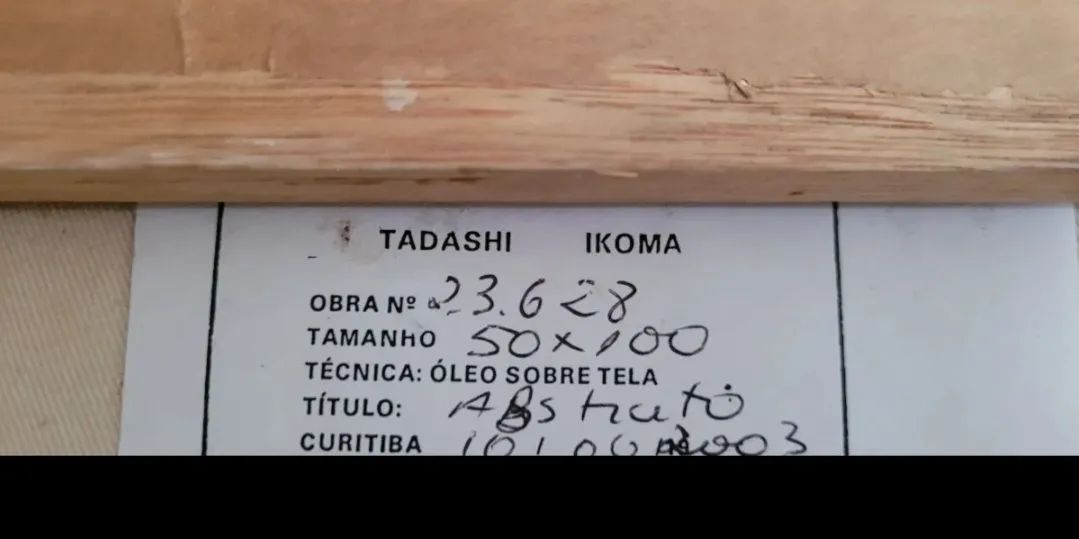 TADASHI IKOMA
OBRA Nº 23.628
TAMANHO 50x100
TÉCNICA: ÓLEO SOBRE TELA
TÍTULO: ABstrato
CURITIBA